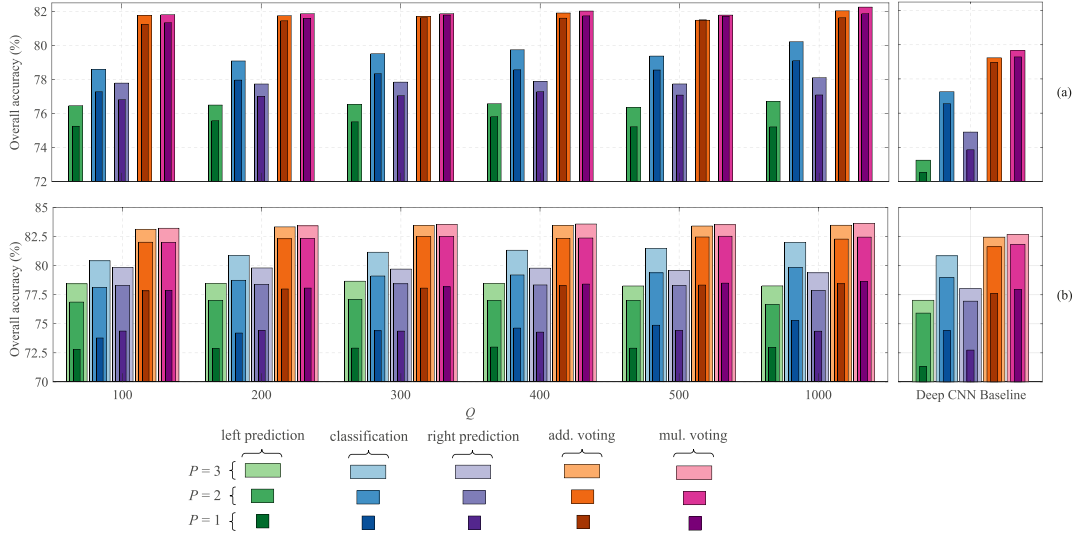 Overall accuracy (%)
82
80
78
76
74
72
(a)
Overall accuracy (%)
85
82.5
80
77.5
75
72.5
70
(b)
100
200
300
400
500
1000
Deep CNN Baseline
Q
left prediction
classification
right prediction
add. voting
mul. voting
P = 3
P = 2
P = 1